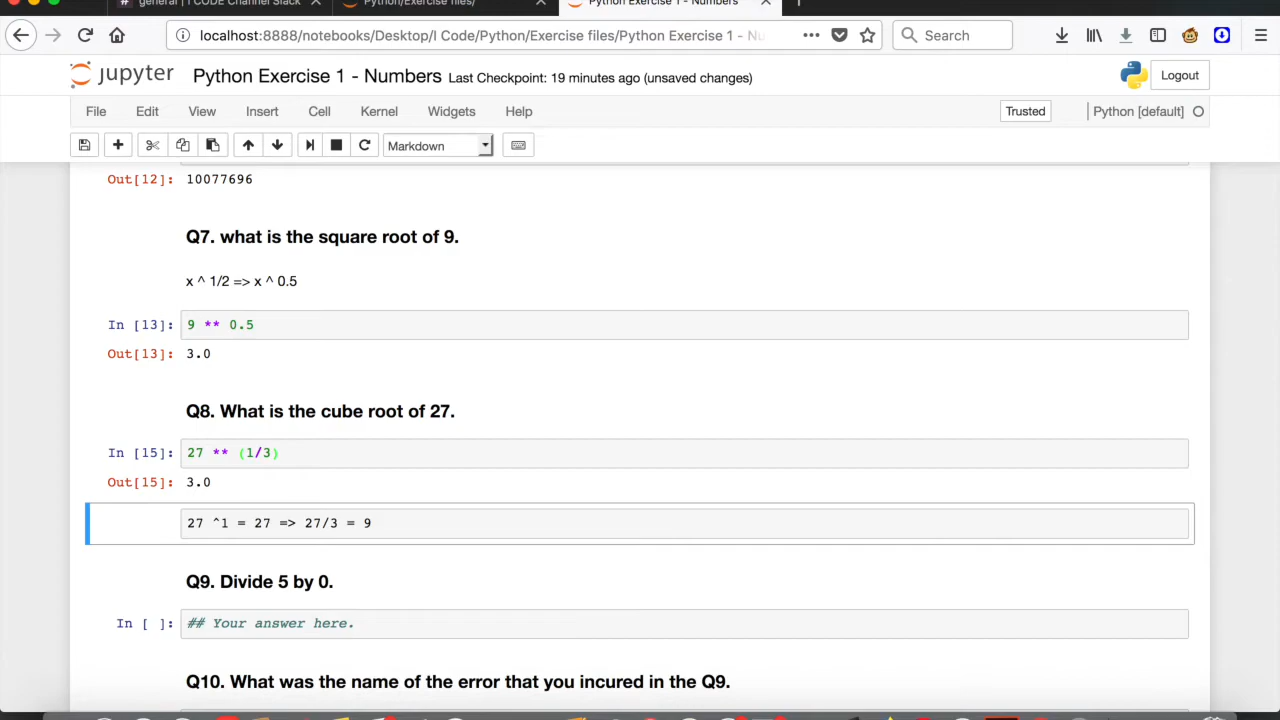 general | I CODE Channel Slack
Python/Exercise files/
Python Exercise 1 - Numbers
localhost:8888/notebooks/Desktop/I Code/Python/Exercise files/Python Exercise 1 - Nu
Search
jupyter Python Exercise 1 - Numbers Last Checkpoint: 19 minutes ago (unsaved changes)
Logout
File Edit View Insert Cell Kernel Widgets Help
Trusted Python [default]
Markdown
Out[12]: 10077696
Q7. what is the square root of 9.
x ^ 1/2 => x ^ 0.5
In [13]: 9 ** 0.5
Out[13]: 3.0
Q8. What is the cube root of 27.
In [15]: 27 ** (1/3)
Out[15]: 3.0
27 ^1 = 27 => 27/3 = 9
Q9. Divide 5 by 0.
In [ ]: ## Your answer here.
Q10. What was the name of the error that you incured in the Q9.